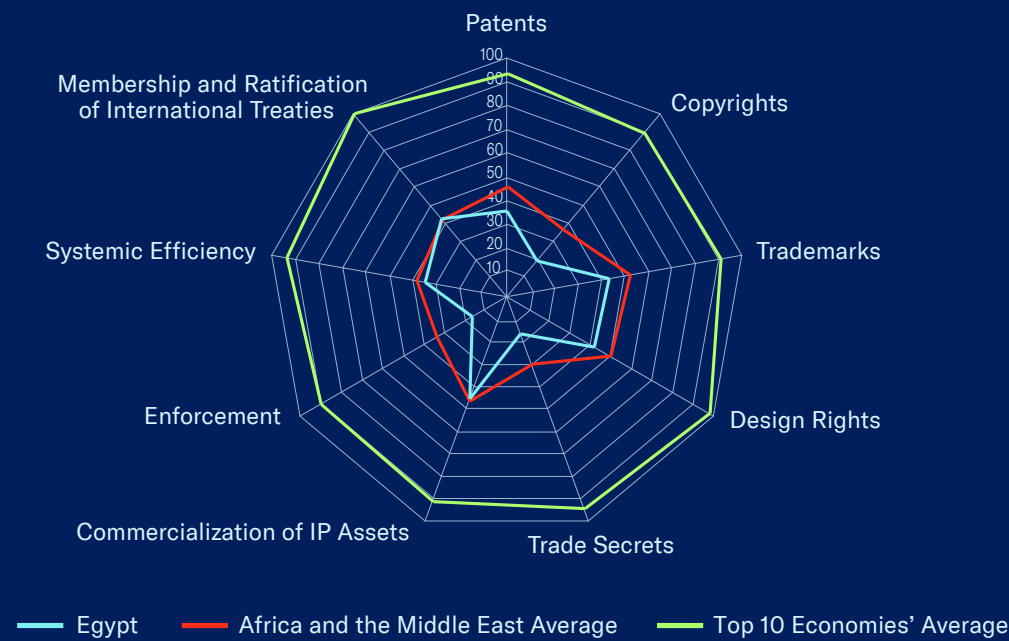 Patents
Membership and Ratification
of International Treaties
Copyrights
100
90
80
70
60
50
40
30
20
10
Systemic Efficiency
Trademarks
Enforcement
Design Rights
Commercialization of IP Assets
Trade Secrets
Egypt
Africa and the Middle East Average
Top 10 Economies’ Average